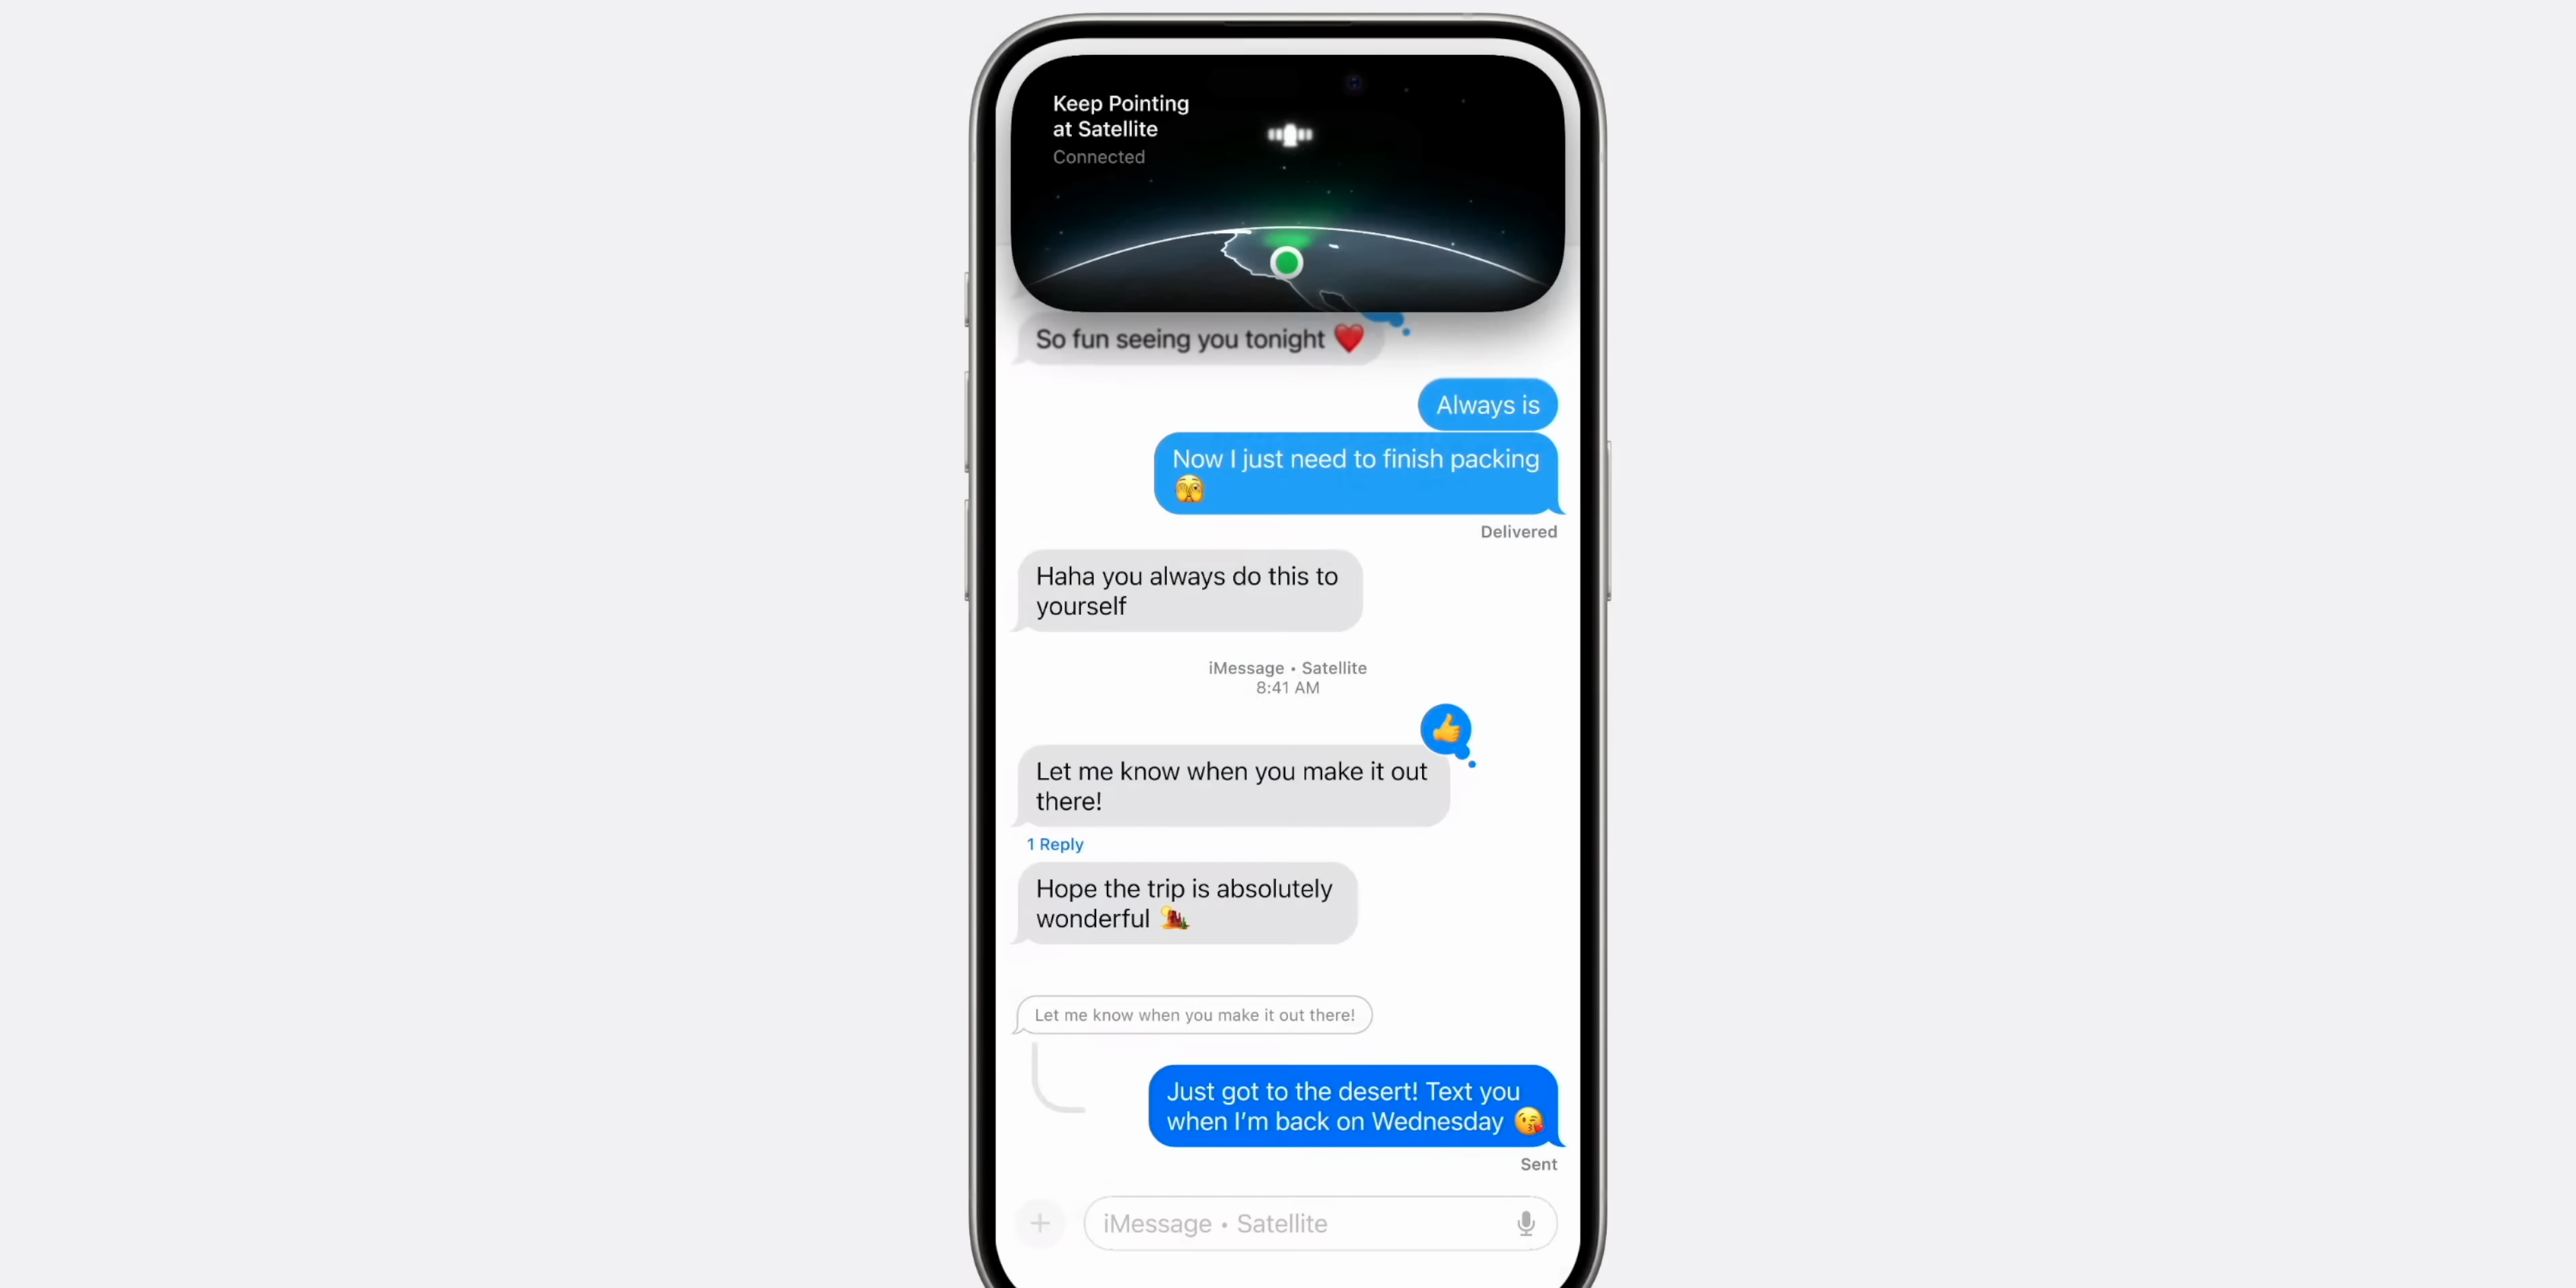 Keep Pointing
at Satellite
Connected
So fun seeing you tonight ❤️
Always is
Now I just need to finish packing
🫣
Delivered
Haha you always do this to
yourself
iMessage • Satellite
8:41 AM
👍
Let me know when you make it out
there!
1 Reply
Hope the trip is absolutely
wonderful 🏜️
Let me know when you make it out there!
Just got to the desert! Text you
when I’m back on Wednesday 😘
Sent
iMessage • Satellite